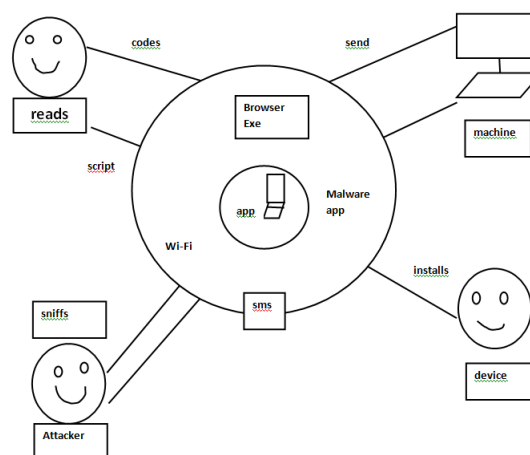 codes
send
reads
Browser
Exe
machine
script
app
Malware
app
Wi-Fi
installs
sniffs
sms
device
Attacker